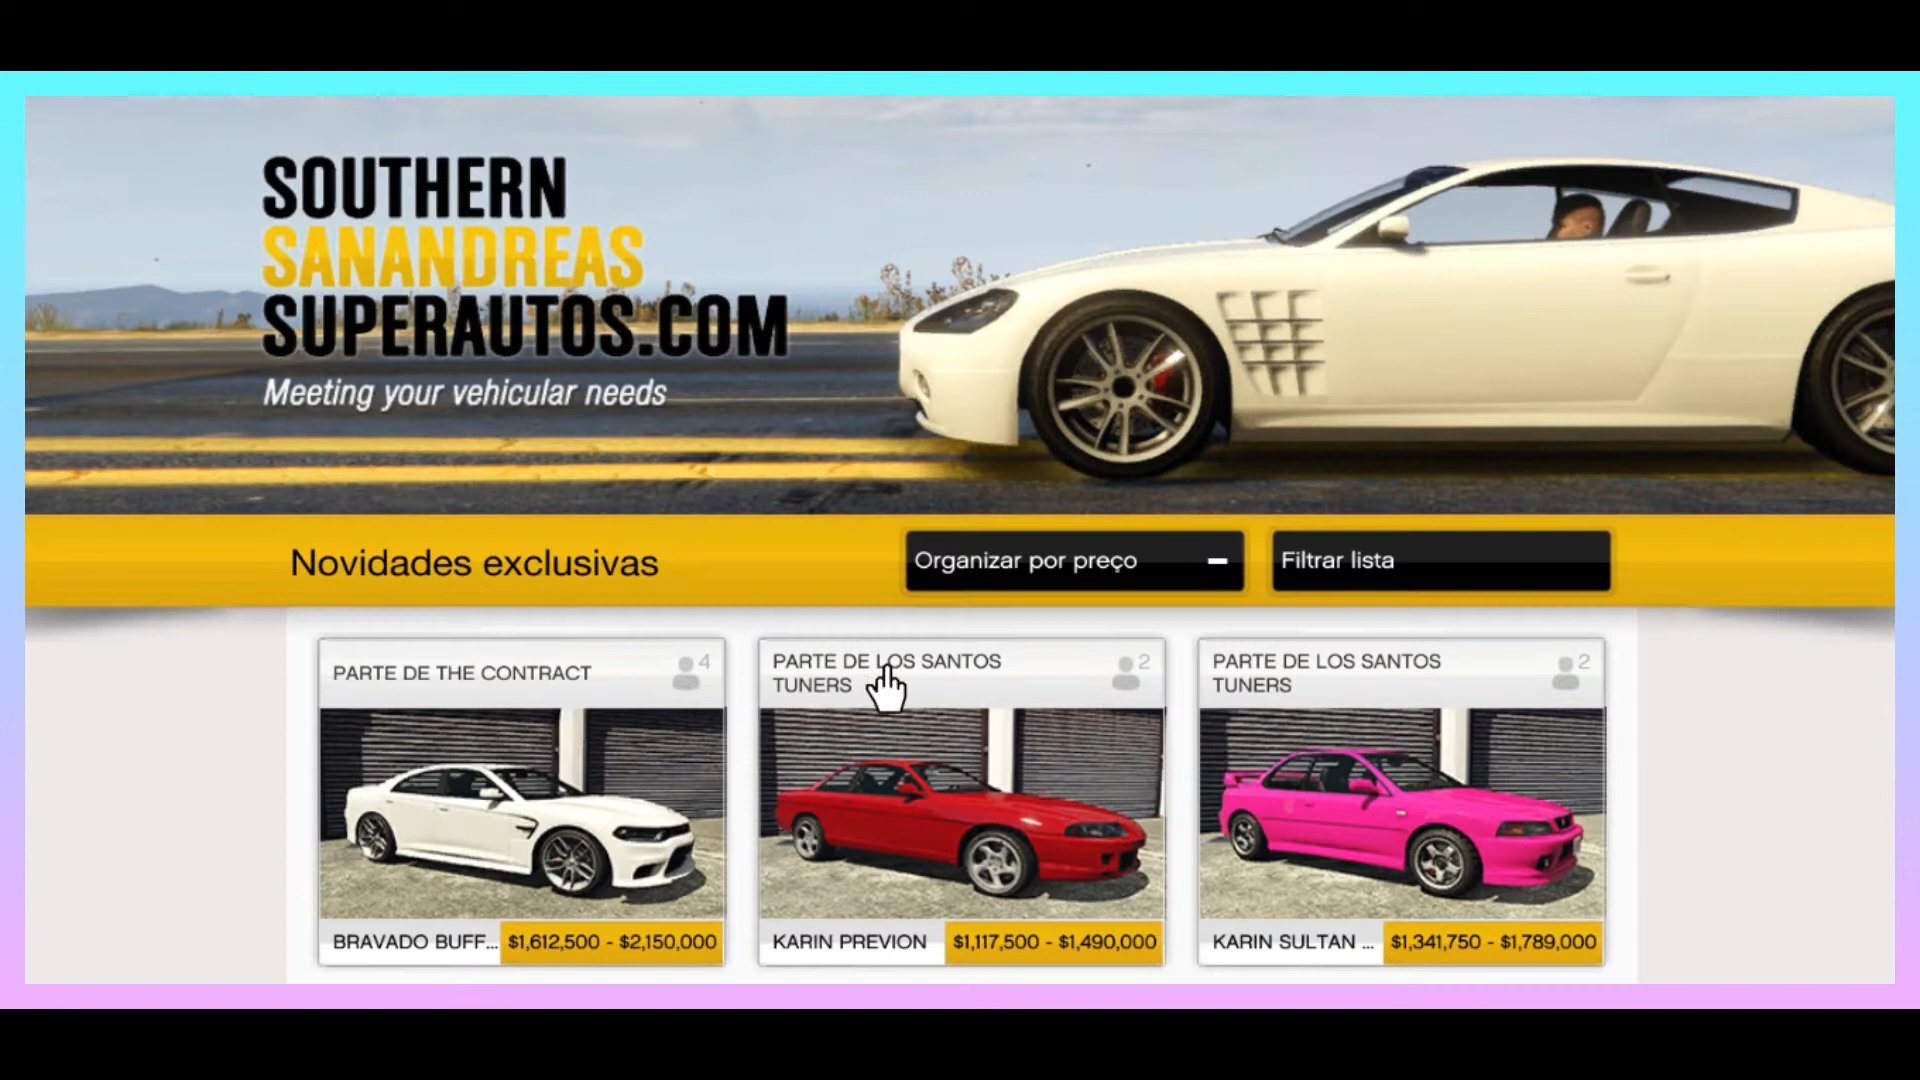 SOUTHERN
SANANDREAS
SUPERAUTOS.COM
Meeting your vehicular needs
Novidades exclusivas
Organizar por preço
Filtrar lista
PARTE DE THE CONTRACT
4
PARTE DE LOS SANTOS
TUNERS
2
PARTE DE LOS SANTOS
TUNERS
2
BRAVADO BUFF... $1,612,500 - $2,150,000
KARIN PREVION $1,117,500 - $1,490,000
KARIN SULTAN ... $1,341,750 - $1,789,000